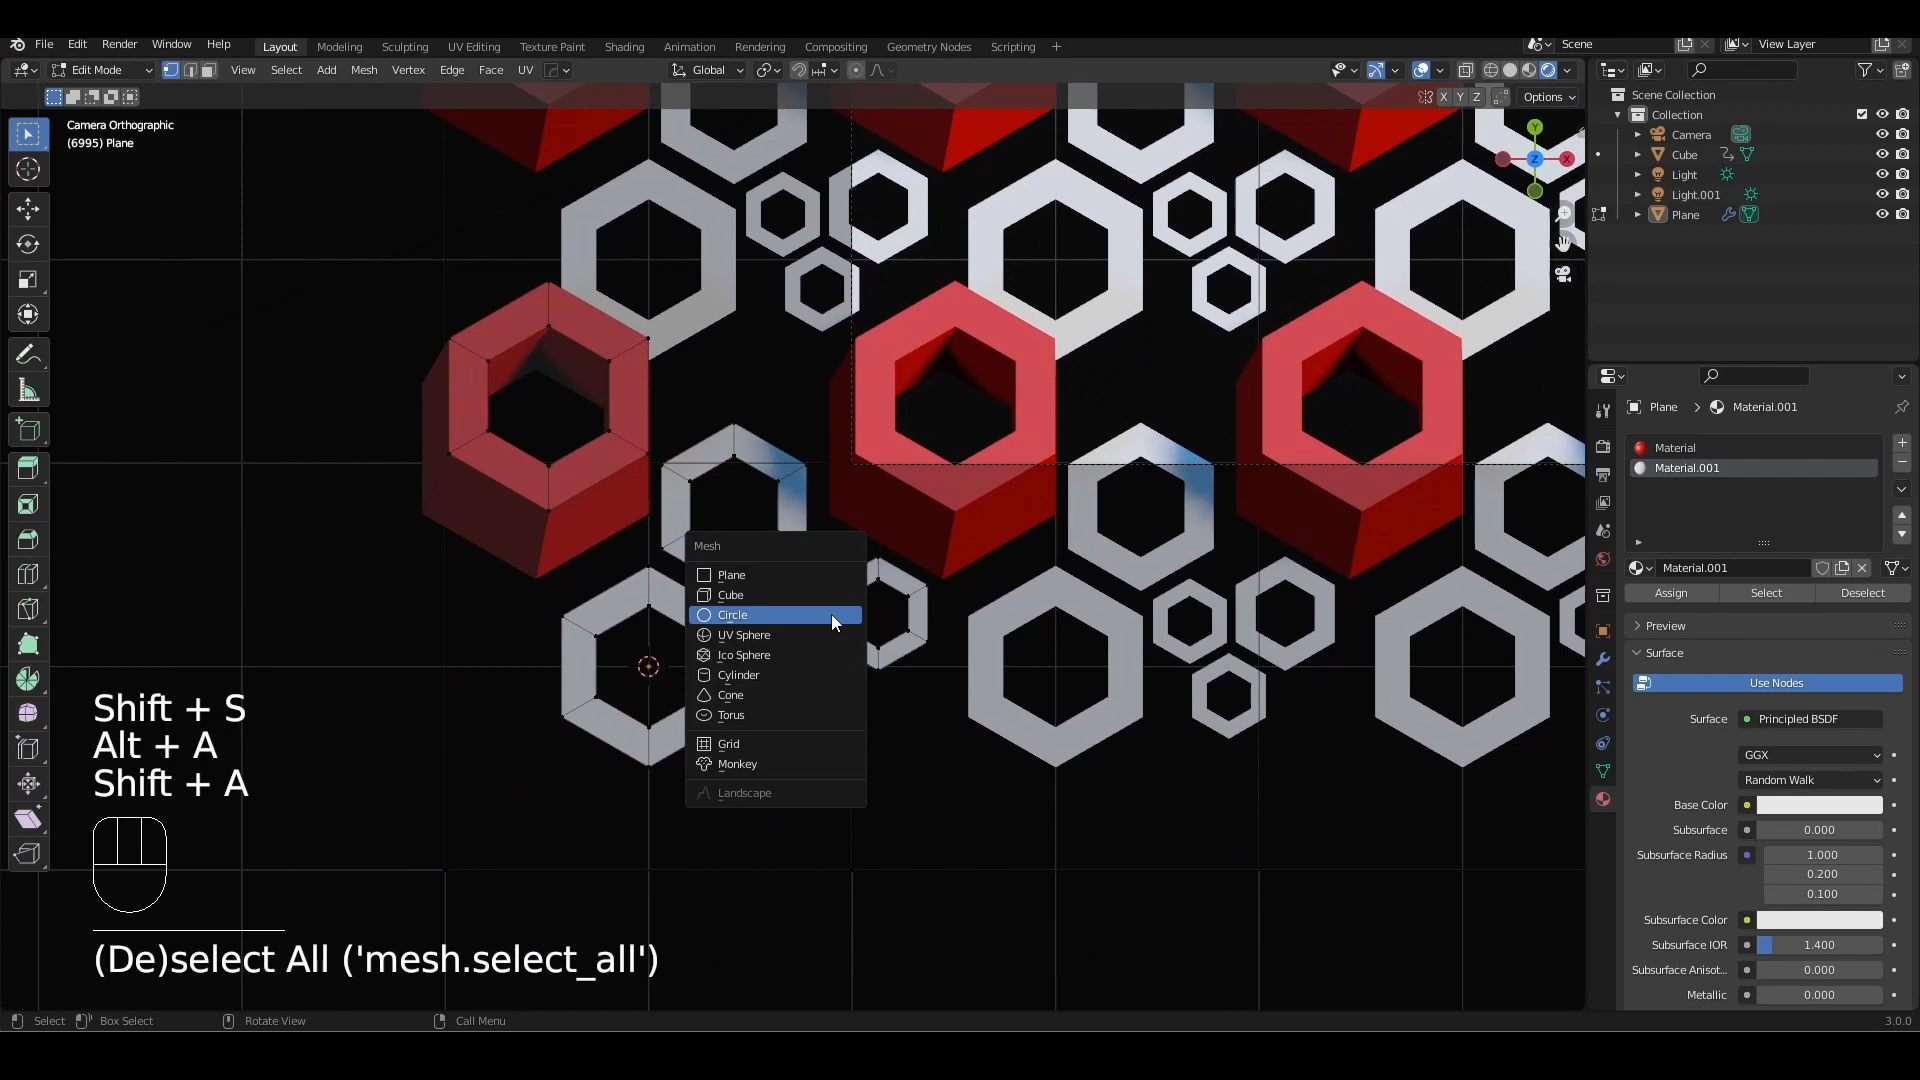 File Edit Render Window Help Layout Modeling Sculpting UV Editing Texture Paint Shading Animation Rendering Compositing Geometry Nodes Scripting + Scene View Layer
Edit Mode View Select Add Mesh Vertex Edge Face UV Global
X Y Z Options
Camera Orthographic
(6995) Plane
Y
Z
X
Scene Collection
Collection
Camera
Cube
Light
Light.001
Plane
Plane > Material.001
Material
Material.001
Material.001
Assign Select Deselect
Preview
Surface
Use Nodes
Surface Principled BSDF
GGX
Random Walk
Base Color
Subsurface 0.000
Subsurface Radius 1.000
0.200
0.100
Subsurface Color
Subsurface IOR 1.400
Subsurface Anisot... 0.000
Metallic 0.000
Mesh
Plane
Cube
Circle
UV Sphere
Ico Sphere
Cylinder
Cone
Torus
Grid
Monkey
Landscape
Shift + S
Alt + A
Shift + A
(De)select All ('mesh.select_all')
Select Box Select Rotate View Call Menu 3.0.0